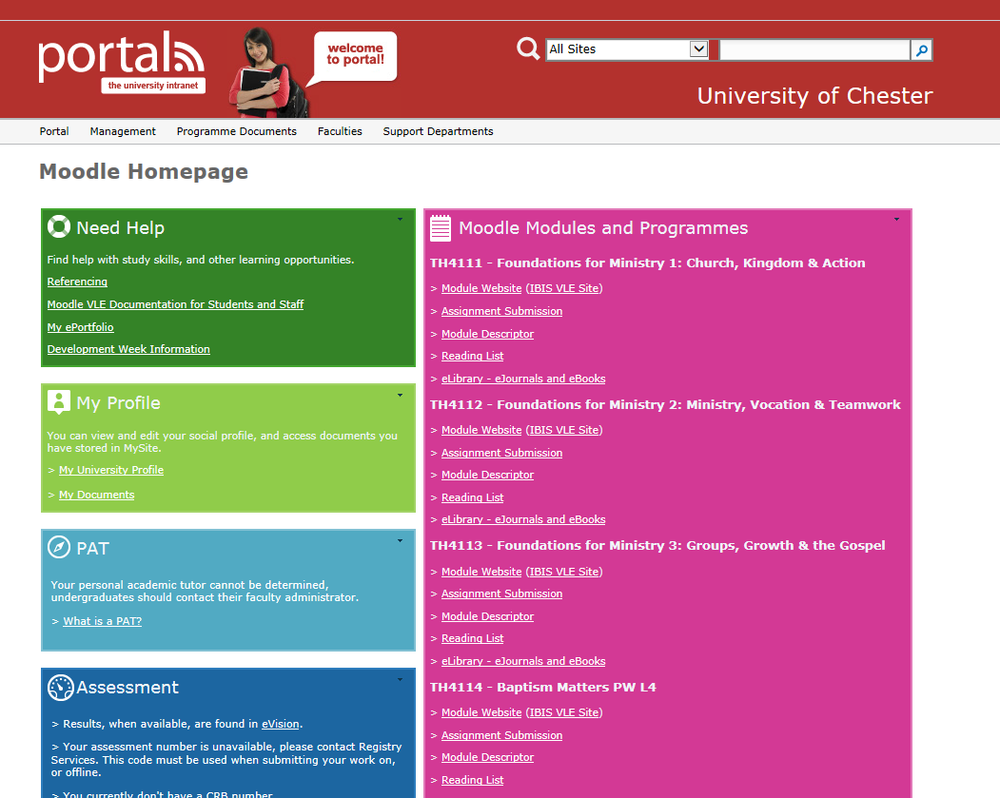 portal
the university intranet
welcome
to portal!
All Sites
University of Chester
Portal Management Programme Documents Faculties Support Departments
Moodle Homepage
Need Help
Find help with study skills, and other learning opportunities.
Referencing
Moodle VLE Documentation for Students and Staff
My ePortfolio
Development Week Information
My Profile
You can view and edit your social profile, and access documents you
have stored in MySite.
> My University Profile
> My Documents
PAT
Your personal academic tutor cannot be determined,
undergraduates should contact their faculty administrator.
> What is a PAT?
Assessment
> Results, when available, are found in eVision.
> Your assessment number is unavailable, please contact Registry
Services. This code must be used when submitting your work on,
or offline.
> You currently don't have a CRB number
Moodle Modules and Programmes
TH4111 - Foundations for Ministry 1: Church, Kingdom & Action
> Module Website (IBIS VLE Site)
> Assignment Submission
> Module Descriptor
> Reading List
> eLibrary - eJournals and eBooks
TH4112 - Foundations for Ministry 2: Ministry, Vocation & Teamwork
> Module Website (IBIS VLE Site)
> Assignment Submission
> Module Descriptor
> Reading List
> eLibrary - eJournals and eBooks
TH4113 - Foundations for Ministry 3: Groups, Growth & the Gospel
> Module Website (IBIS VLE Site)
> Assignment Submission
> Module Descriptor
> Reading List
> eLibrary - eJournals and eBooks
TH4114 - Baptism Matters PW L4
> Module Website (IBIS VLE Site)
> Assignment Submission
> Module Descriptor
> Reading List